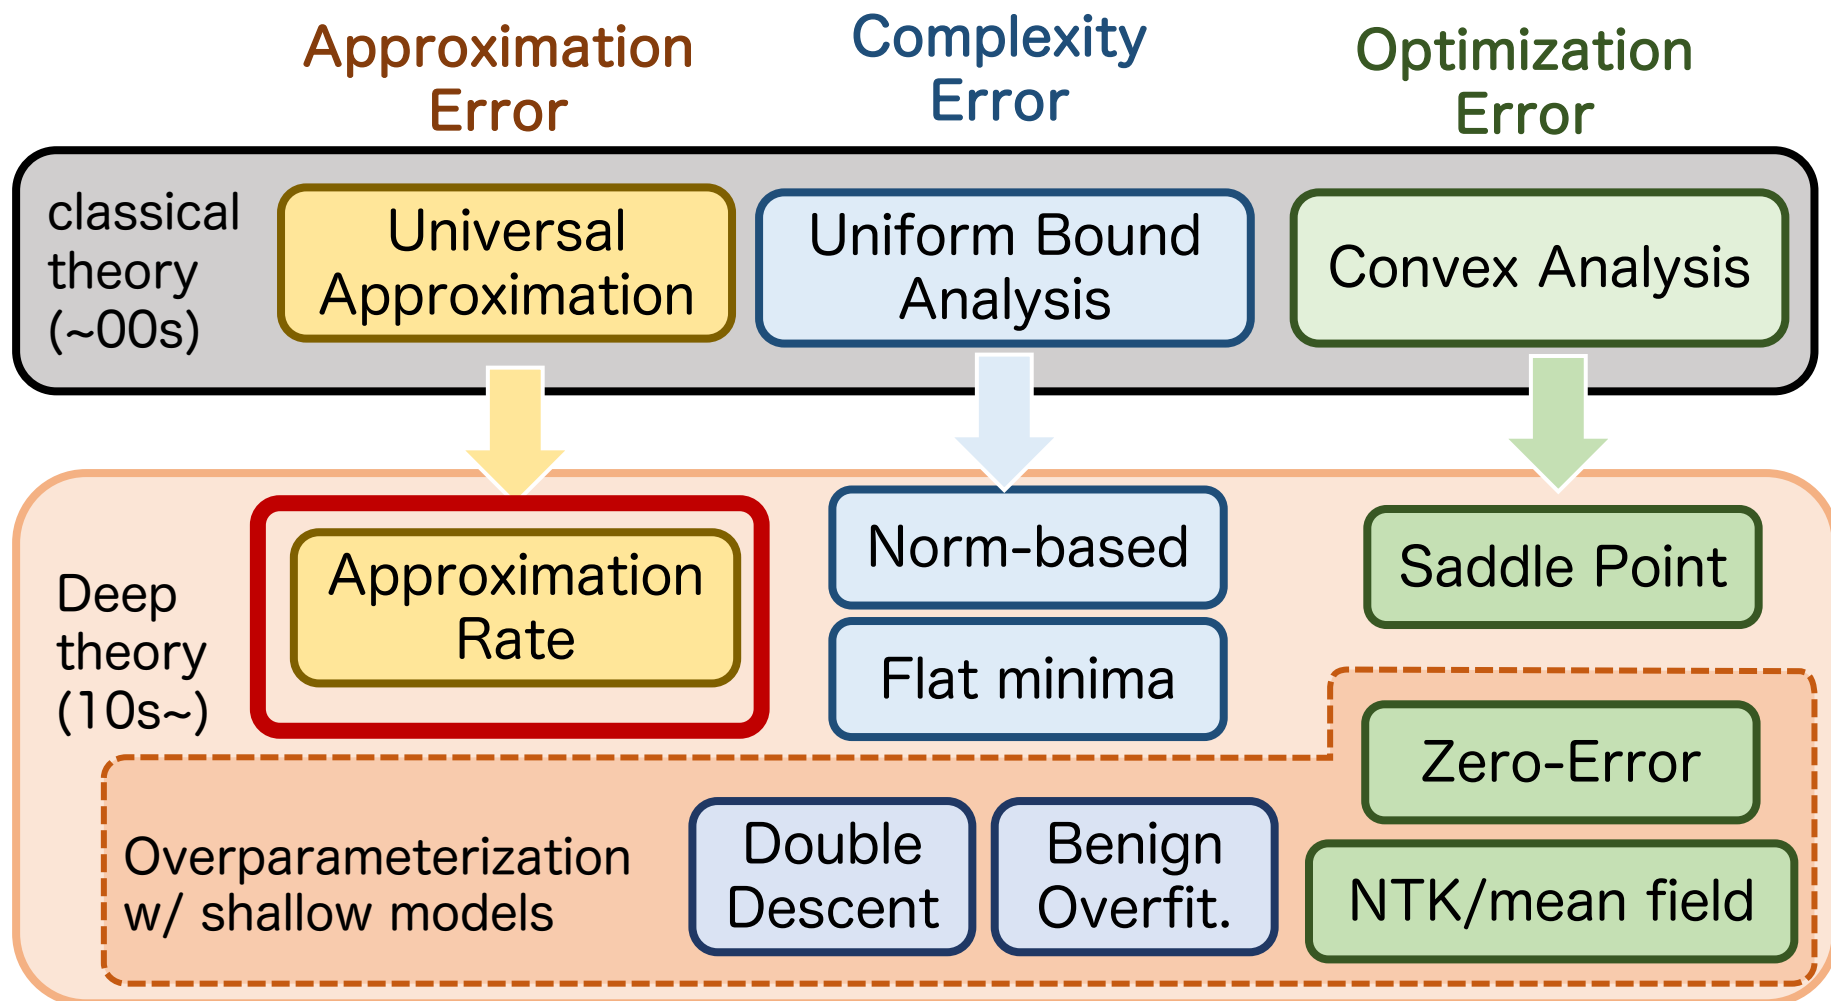 Approximation
Error
Complexity
Error
Optimization
Error
classical
theory
(~00s)
Universal
Approximation
Uniform Bound
Analysis
Convex Analysis
Deep
theory
(10s~)
Approximation
Rate
Norm-based
Flat minima
Saddle Point
Zero-Error
NTK/mean field
Overparameterization
w/ shallow models
Double
Descent
Benign
Overfit.